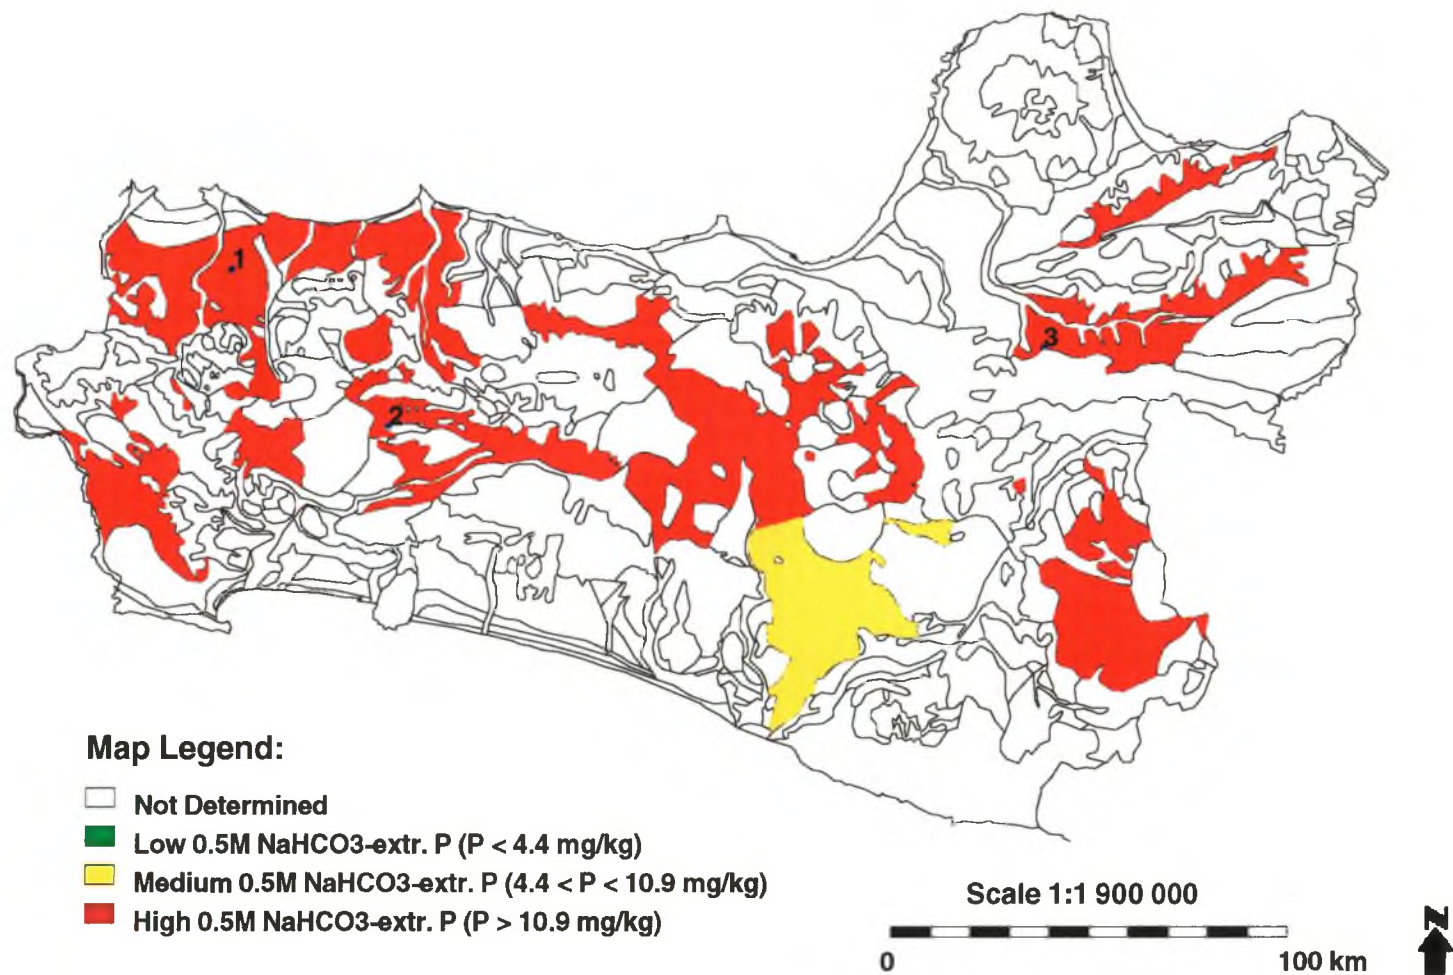 1
3
2
Map Legend:
Not Determined
Low 0.5M NaHCO3-extr. P (P < 4.4 mg/kg)
Medium 0.5M NaHCO3-extr. P (4.4 < P < 10.9 mg/kg)
High 0.5M NaHCO3-extr. P (P > 10.9 mg/kg)
Scale 1:1 900 000
0 100 km
N